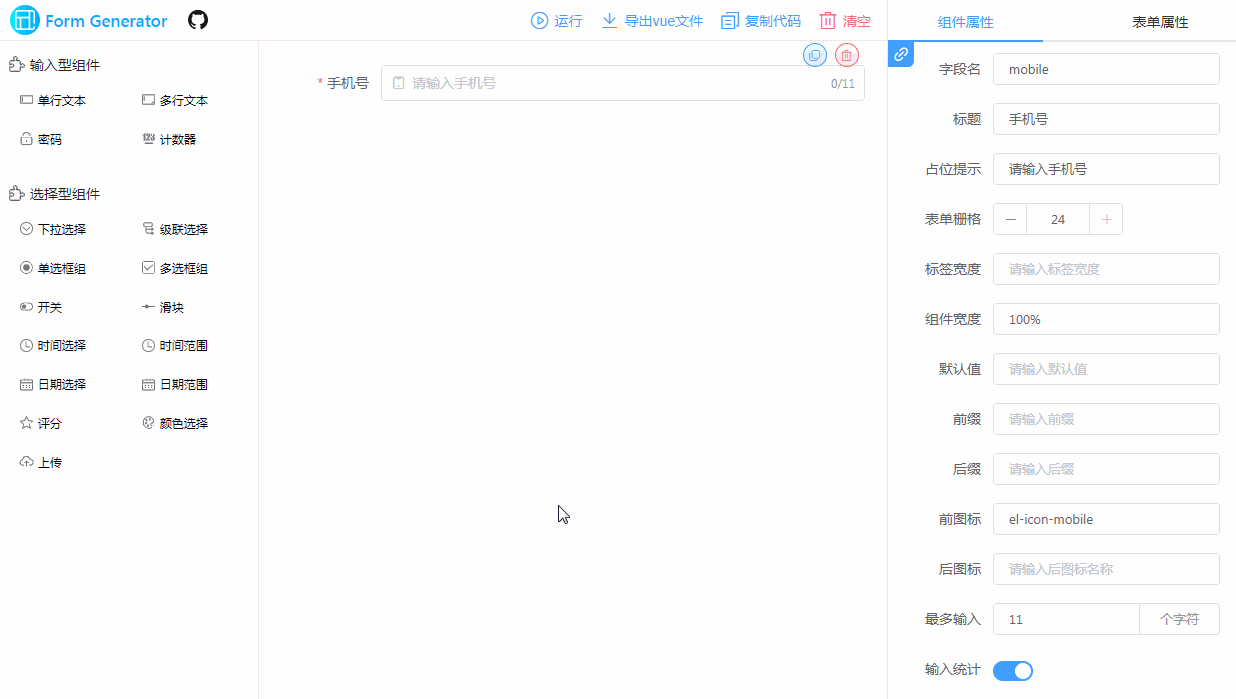 Form Generator
运行 导出vue文件 复制代码 清空
输入型组件
单行文本 多行文本
密码 计数器
选择型组件
下拉选择 级联选择
单选框组 多选框组
开关 滑块
时间选择 时间范围
日期选择 日期范围
评分 颜色选择
上传
* 手机号 请输入手机号 0/11
组件属性 表单属性
字段名 mobile
标题 手机号
占位提示 请输入手机号
表单栅格 − 24 +
标签宽度 请输入标签宽度
组件宽度 100%
默认值 请输入默认值
前缀 请输入前缀
后缀 请输入后缀
前图标 el-icon-mobile
后图标 请输入后图标名称
最多输入 11 个字符
输入统计